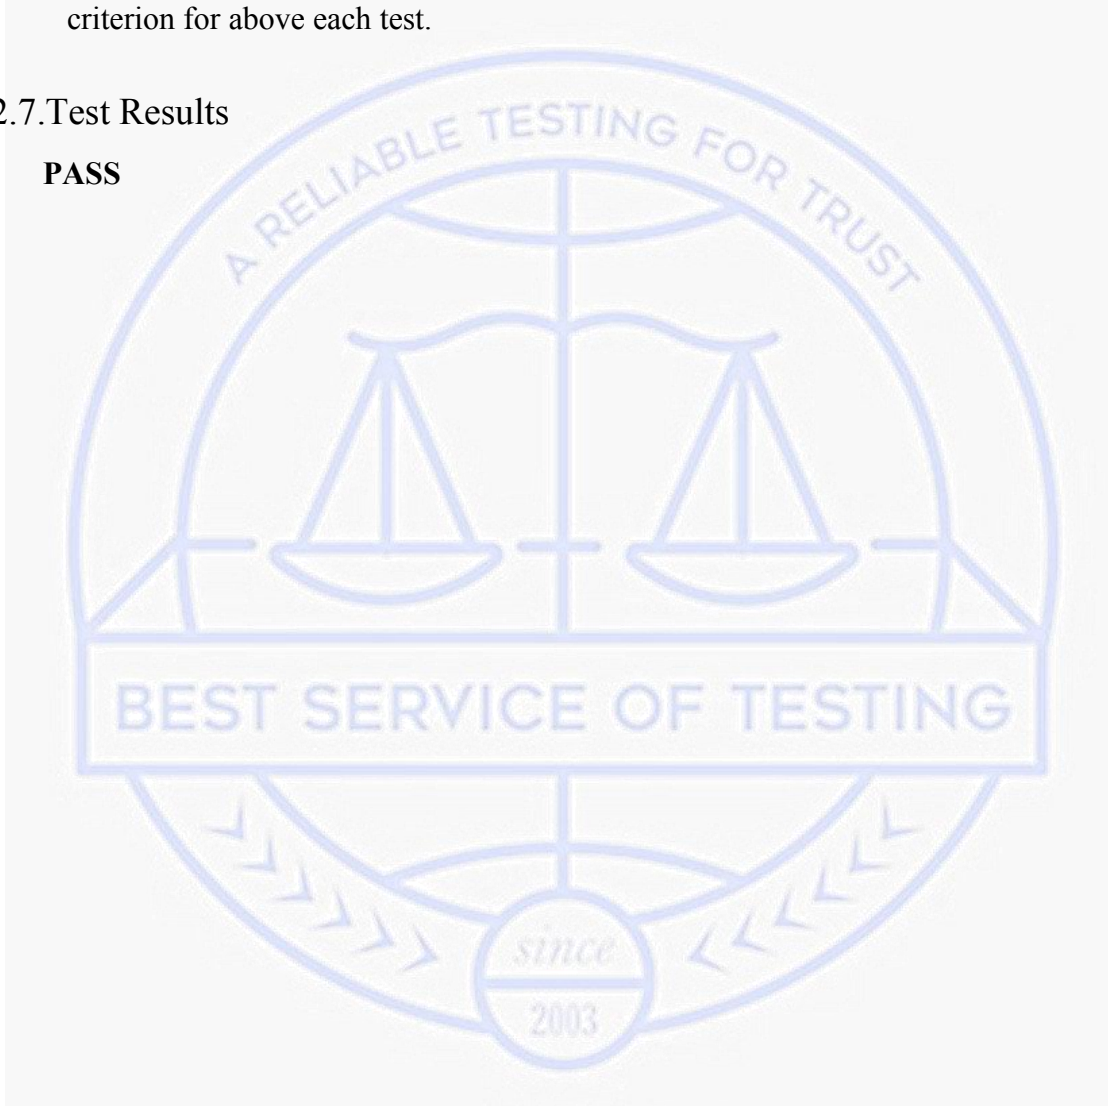 criterion for above each test.
2.7.Test Results
PASS
A RELIABLE TESTING FOR TRUST
BEST SERVICE OF TESTING
since
2003